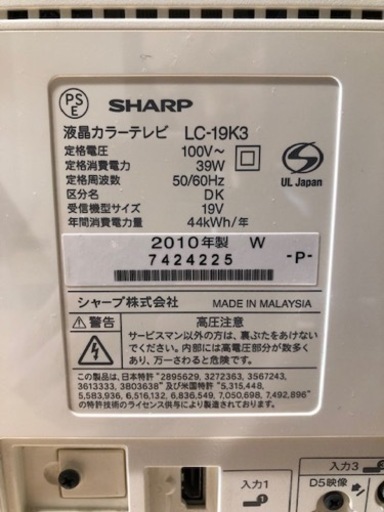 PS
E
SHARP
液晶カラーテレビ LC-19K3
定格電圧 100V～
定格消費電力 39W
定格周波数 50/60Hz
区分名 DK
受信機型サイズ 19V
年間消費電力量 44kWh/年
UL Japan
2010年製 W
7424225 -P-
シャープ株式会社 MADE IN MALAYSIA
警告 高圧注意
サービスマン以外の方は、裏ぶたをあけない
でください。内部には高電圧部分が数多く
あり、万一さわると危険です。
この製品は、日本特許 "2895629, 3272363, 3567243,
3613333, 3803638" 及び米国特許 "5,315,448,
5,583,936, 6,516,132, 6,836,549, 7,050,698, 7,492,896"
の特許技術のライセンス供与により製造されました。
入力1
入力3
D5映像